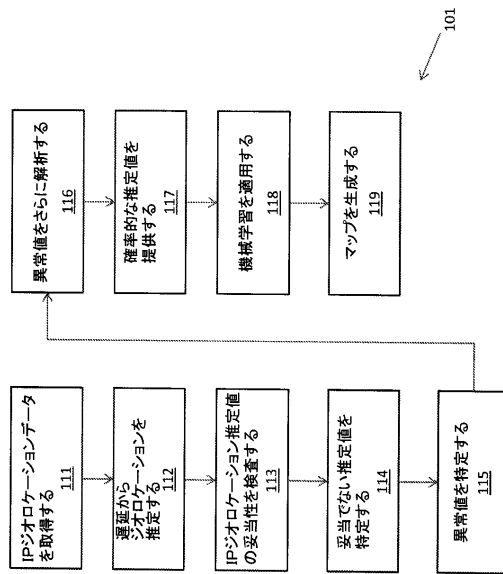 IPジオロケーションデータ
を取得する
111
遅延から
ジオロケーションを
推定する
112
IPジオロケーション推定値
の妥当性を検査する
113
妥当でない推定値を
特定する
114
異常値を特定する
115
異常値をさらに解析する
116
確率的な推定値を
提供する
117
機械学習を適用する
118
マップを生成する
119
101